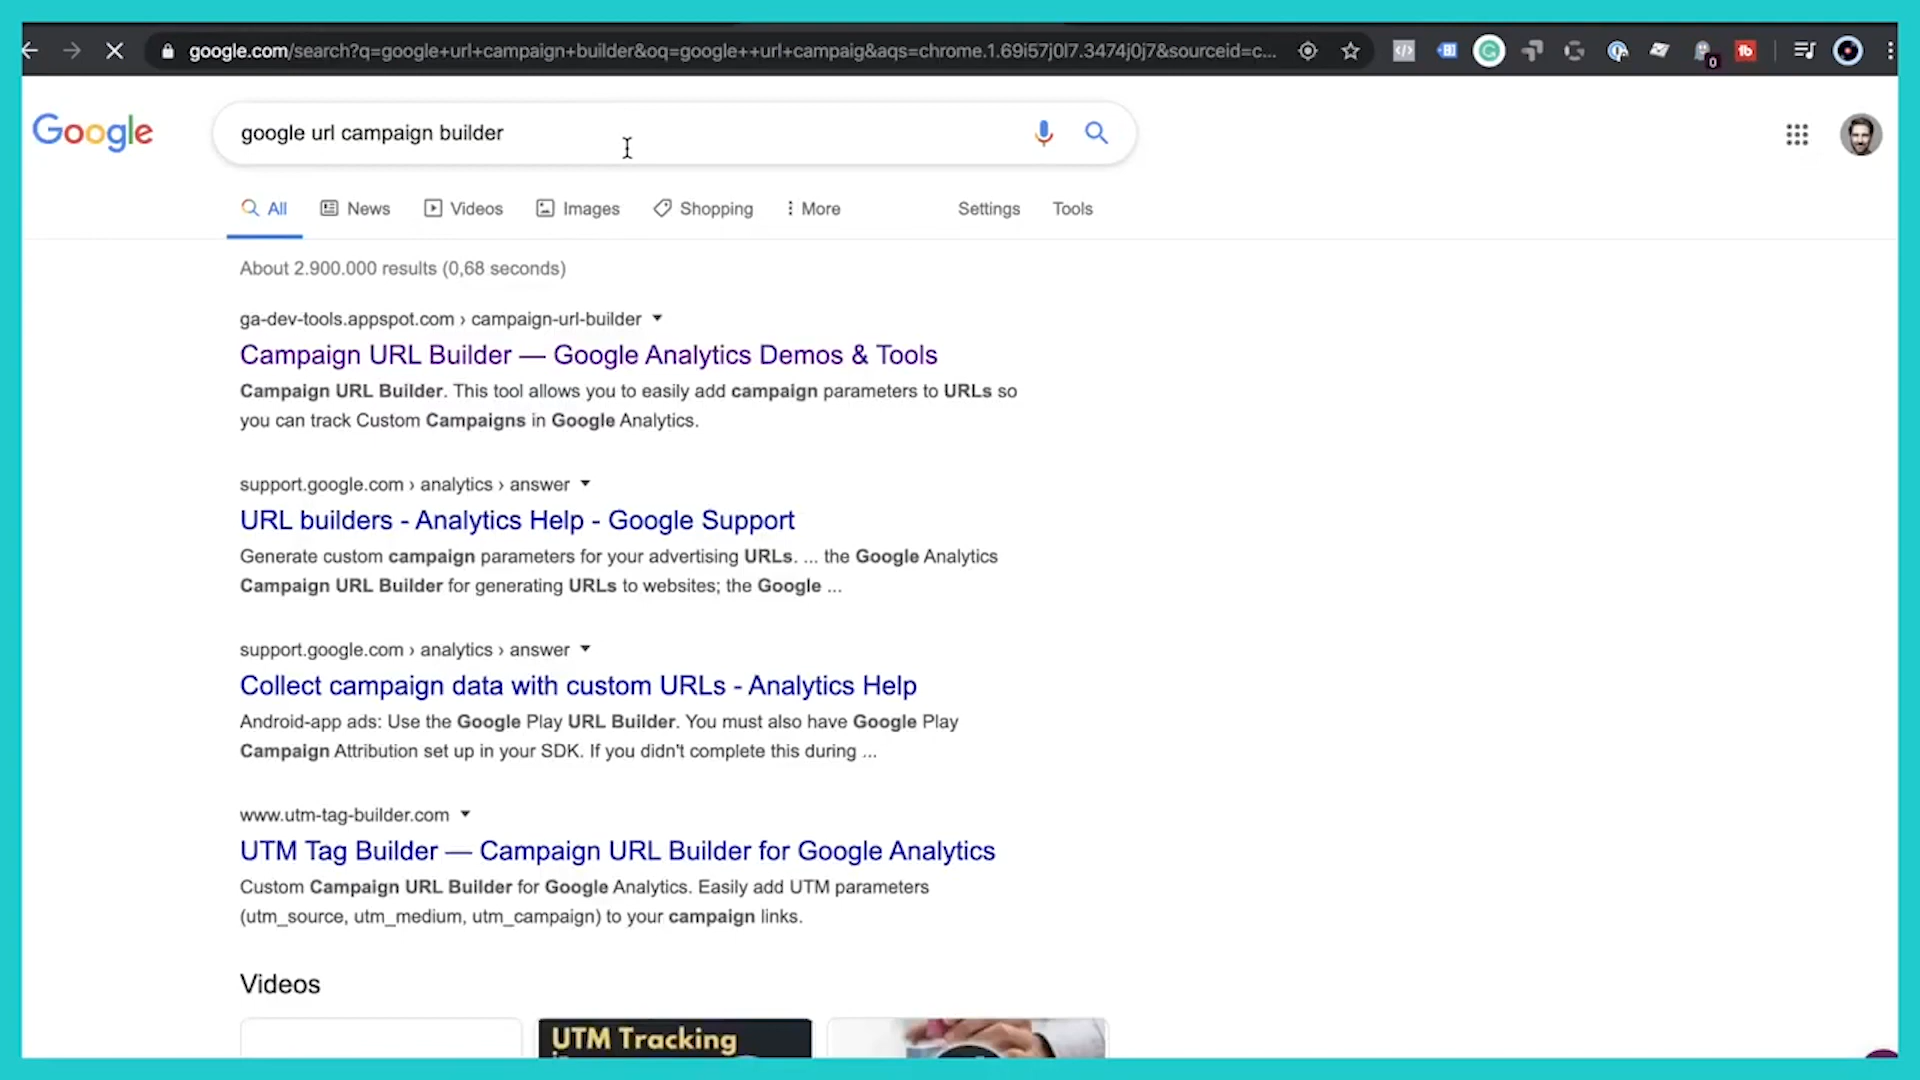 google.com/search?q=google+url+campaign+builder&oq=google++url+campaig&aqs=chrome.1.69i57j0l7.3474j0j7&sourceid=c...
0
Google
google url campaign builder
All News Videos Images Shopping More Settings Tools
About 2.900.000 results (0,68 seconds)
ga-dev-tools.appspot.com › campaign-url-builder
Campaign URL Builder — Google Analytics Demos & Tools
Campaign URL Builder. This tool allows you to easily add campaign parameters to URLs so
you can track Custom Campaigns in Google Analytics.
support.google.com › analytics › answer
URL builders - Analytics Help - Google Support
Generate custom campaign parameters for your advertising URLs. ... the Google Analytics
Campaign URL Builder for generating URLs to websites; the Google ...
support.google.com › analytics › answer
Collect campaign data with custom URLs - Analytics Help
Android-app ads: Use the Google Play URL Builder. You must also have Google Play
Campaign Attribution set up in your SDK. If you didn't complete this during ...
www.utm-tag-builder.com
UTM Tag Builder — Campaign URL Builder for Google Analytics
Custom Campaign URL Builder for Google Analytics. Easily add UTM parameters
(utm_source, utm_medium, utm_campaign) to your campaign links.
Videos
UTM Tracking